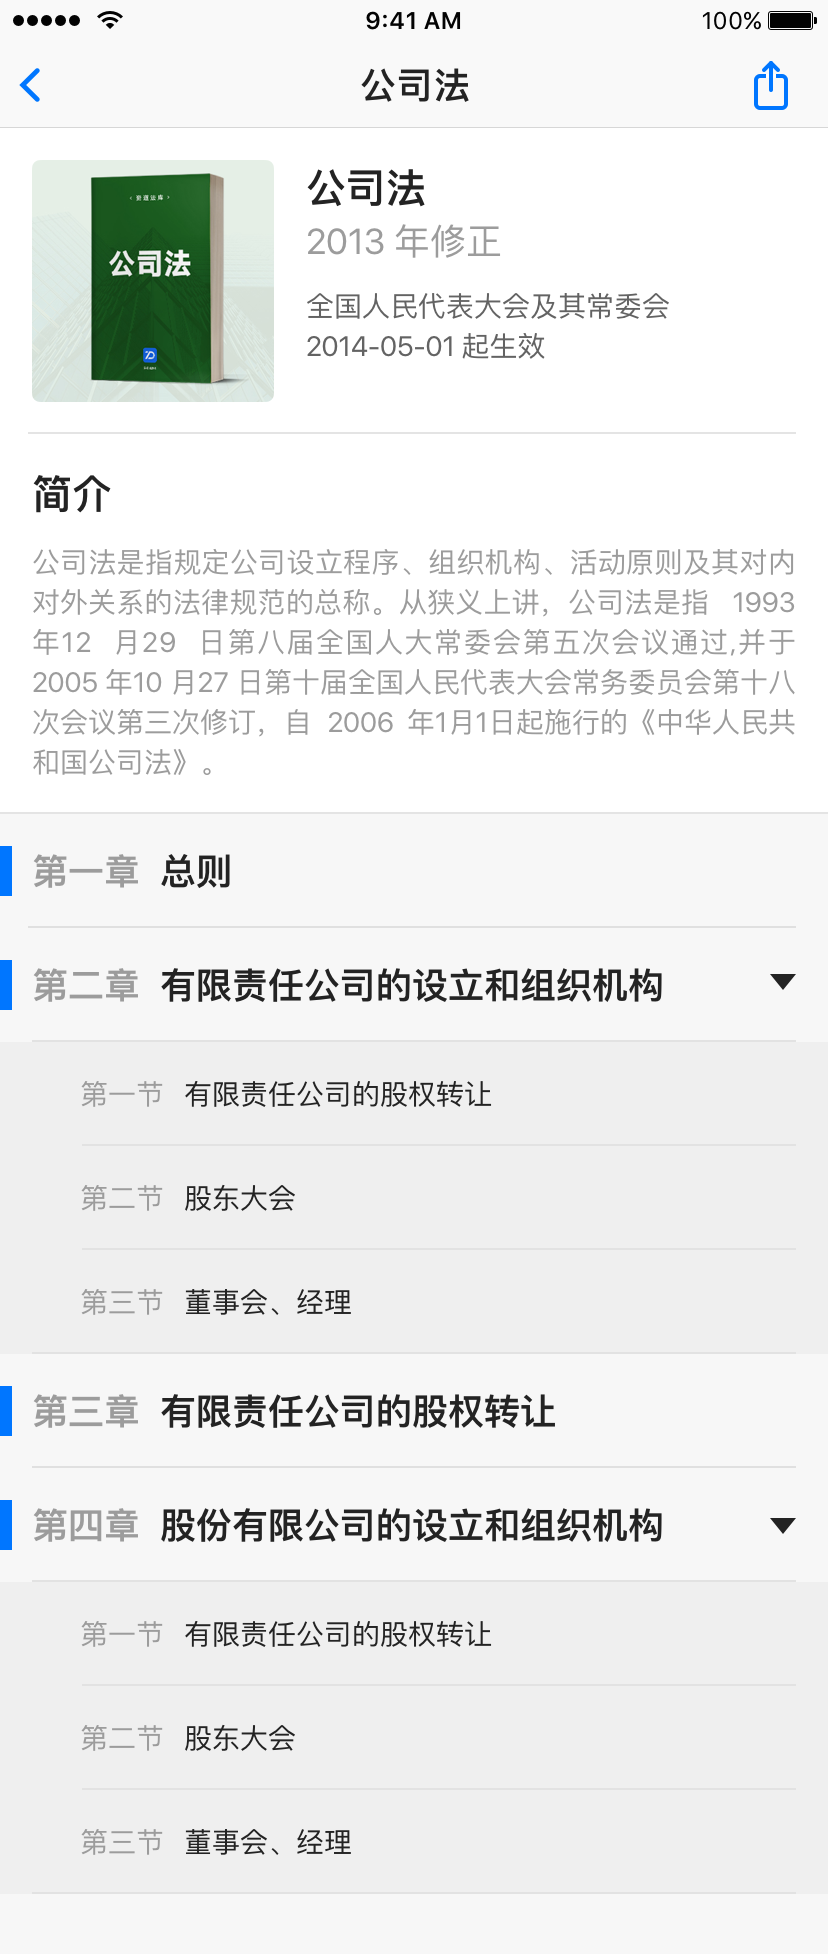 9:41 AM
100%
公司法
公司法
公司法
2013 年修正
全国人民代表大会及其常委会
2014-05-01 起生效
简介
公司法是指规定公司设立程序、组织机构、活动原则及其对内
对外关系的法律规范的总称。从狭义上讲，公司法是指 1993
年12 月29 日第八届全国人大常委会第五次会议通过,并于
2005 年10 月27 日第十届全国人民代表大会常务委员会第十八
次会议第三次修订，自 2006 年1月1日起施行的《中华人民共
和国公司法》。
第一章 总则
第二章 有限责任公司的设立和组织机构
第一节 有限责任公司的股权转让
第二节 股东大会
第三节 董事会、经理
第三章 有限责任公司的股权转让
第四章 股份有限公司的设立和组织机构
第一节 有限责任公司的股权转让
第二节 股东大会
第三节 董事会、经理